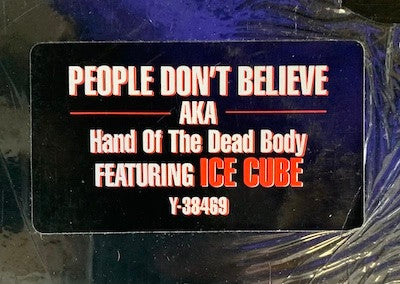 PEOPLE DON'T BELIEVE
AKA
Hand Of The Dead Body
FEATURING ICE CUBE
Y-38469